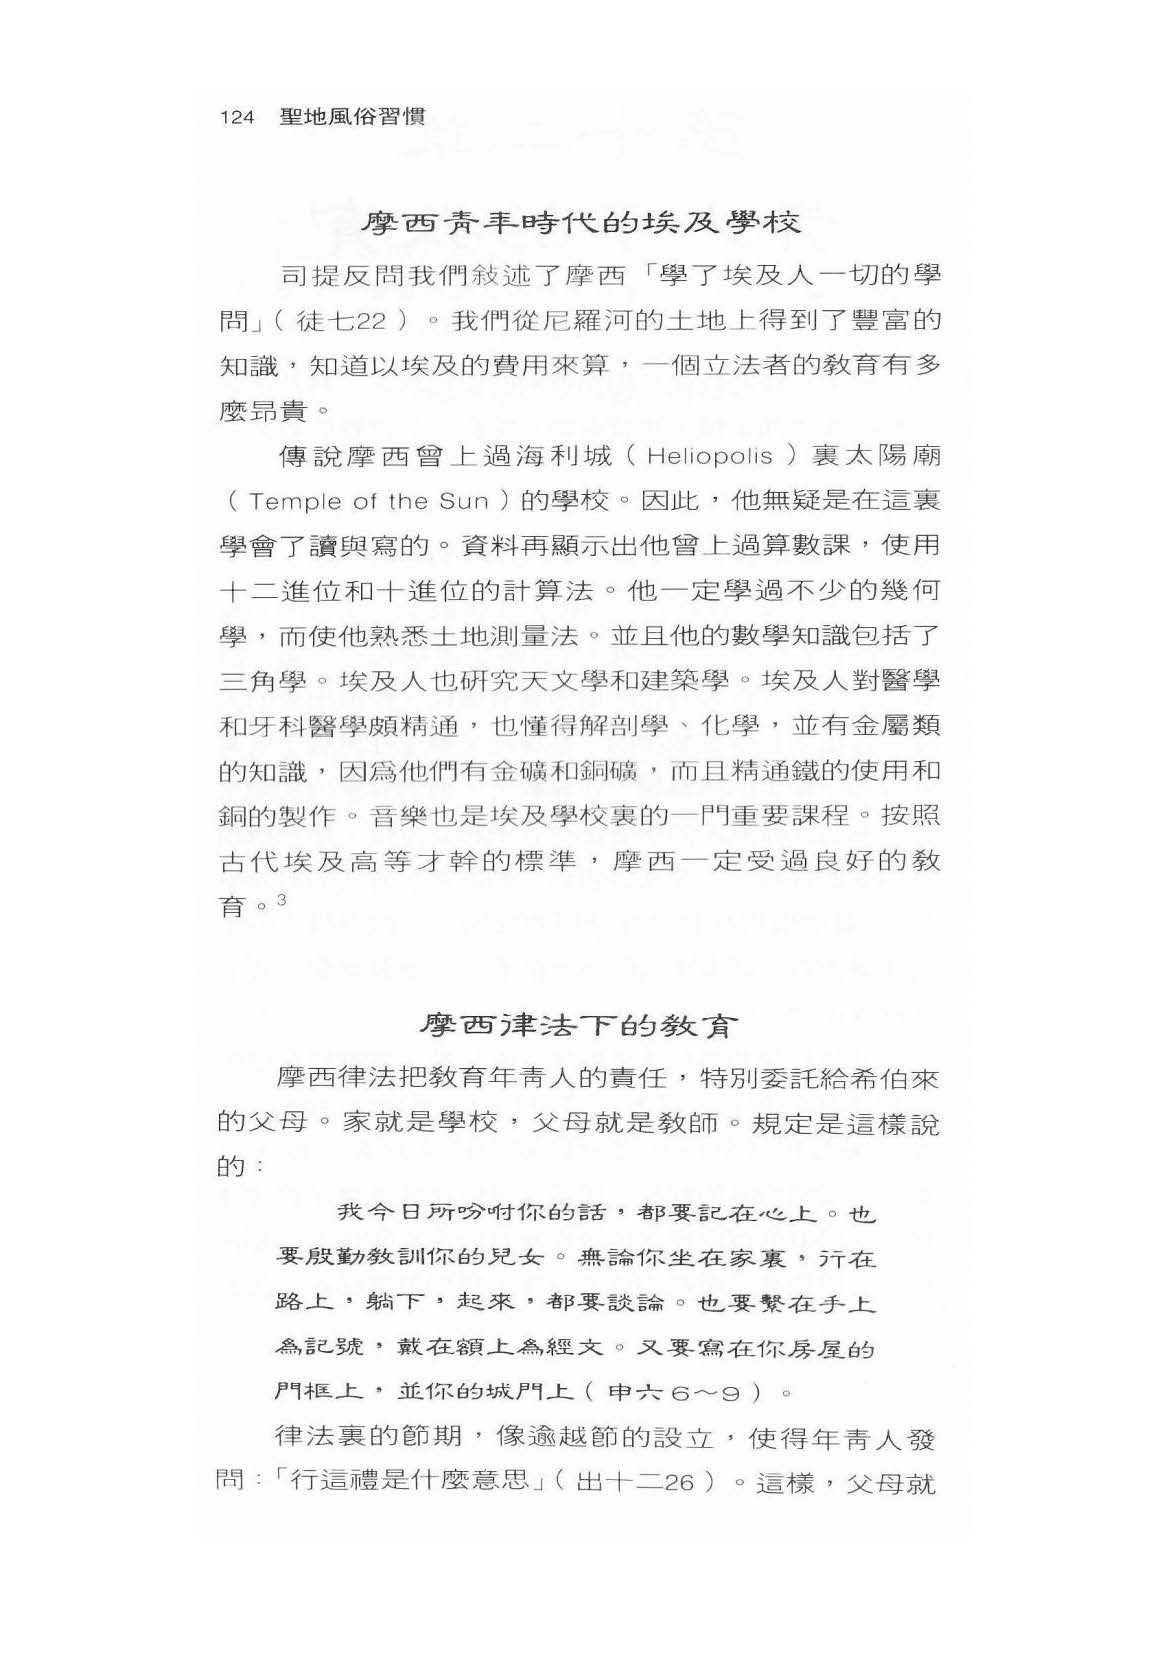 124 聖地風俗習慣
摩西青年時代的埃及學校
司提反問我們敍述了摩西「學了埃及人一切的學
問」（徒七22）。我們從尼羅河的土地上得到了豐富的
知識，知道以埃及的費用來算，一個立法者的教育有多
麼昂貴。
傳說摩西曾上過海利城（Heliopolis）裏太陽廟
（Temple of the Sun）的學校。因此，他無疑是在這裏
學會了讀與寫的。資料再顯示出他曾上過算數課，使用
十二進位和十進位的計算法。他一定學過不少的幾何
學，而使他熟悉土地測量法。並且他的數學知識包括了
三角學。埃及人也研究天文學和建築學。埃及人對醫學
和牙科醫學頗精通，也懂得解剖學、化學，並有金屬類
的知識，因為他們有金礦和銅礦，而且精通鐵的使用和
銅的製作。音樂也是埃及學校裏的一門重要課程。按照
古代埃及高等才幹的標準，摩西一定受過良好的教
育。3
摩西律法下的教育
摩西律法把教育年青人的責任，特別委託給希伯來
的父母。家就是學校，父母就是教師。規定是這樣說
的：
我今日所吩咐你的話，都要記在心上。也
要殷勤教訓你的兒女。無論你坐在家裏，行在
路上，躺下，起來，都要談論。也要繫在手上
為記號，戴在額上為經文。又要寫在你房屋的
門框上，並你的城門上（申六6～9）。
律法裏的節期，像逾越節的設立，使得年青人發
問：「行這禮是什麼意思」（出十二26）。這樣，父母就